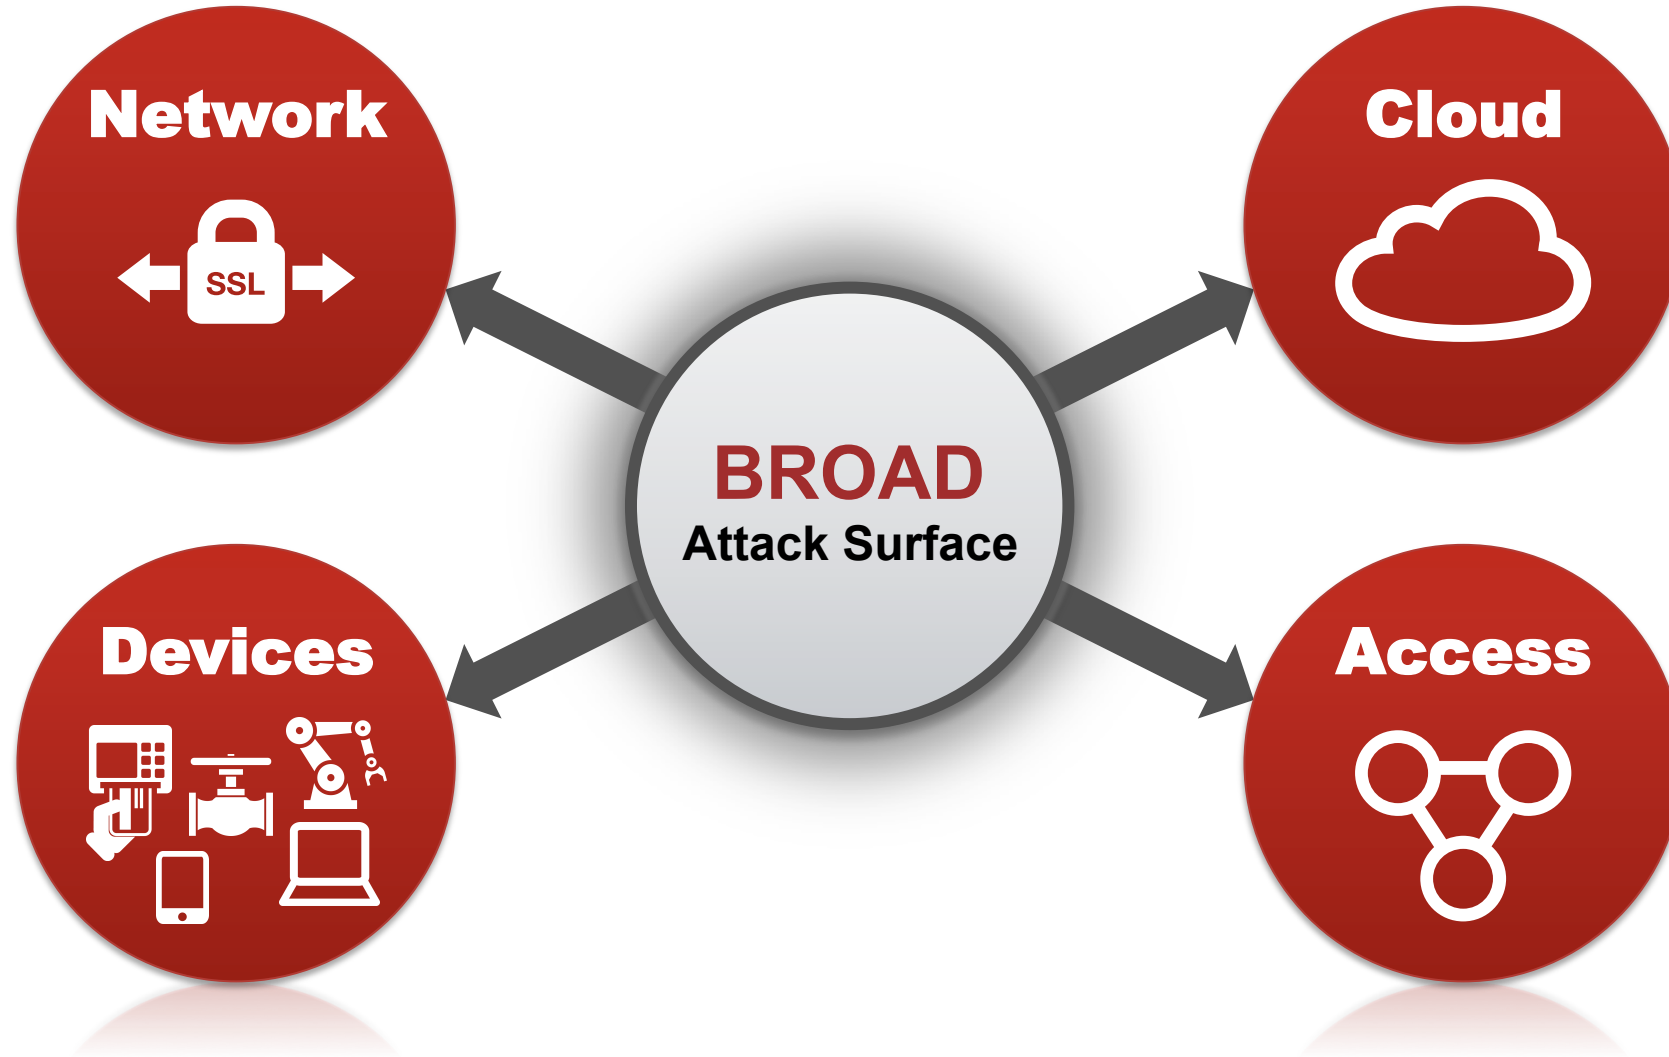 Network
SSL
Cloud
BROAD
Attack Surface
Devices
Access